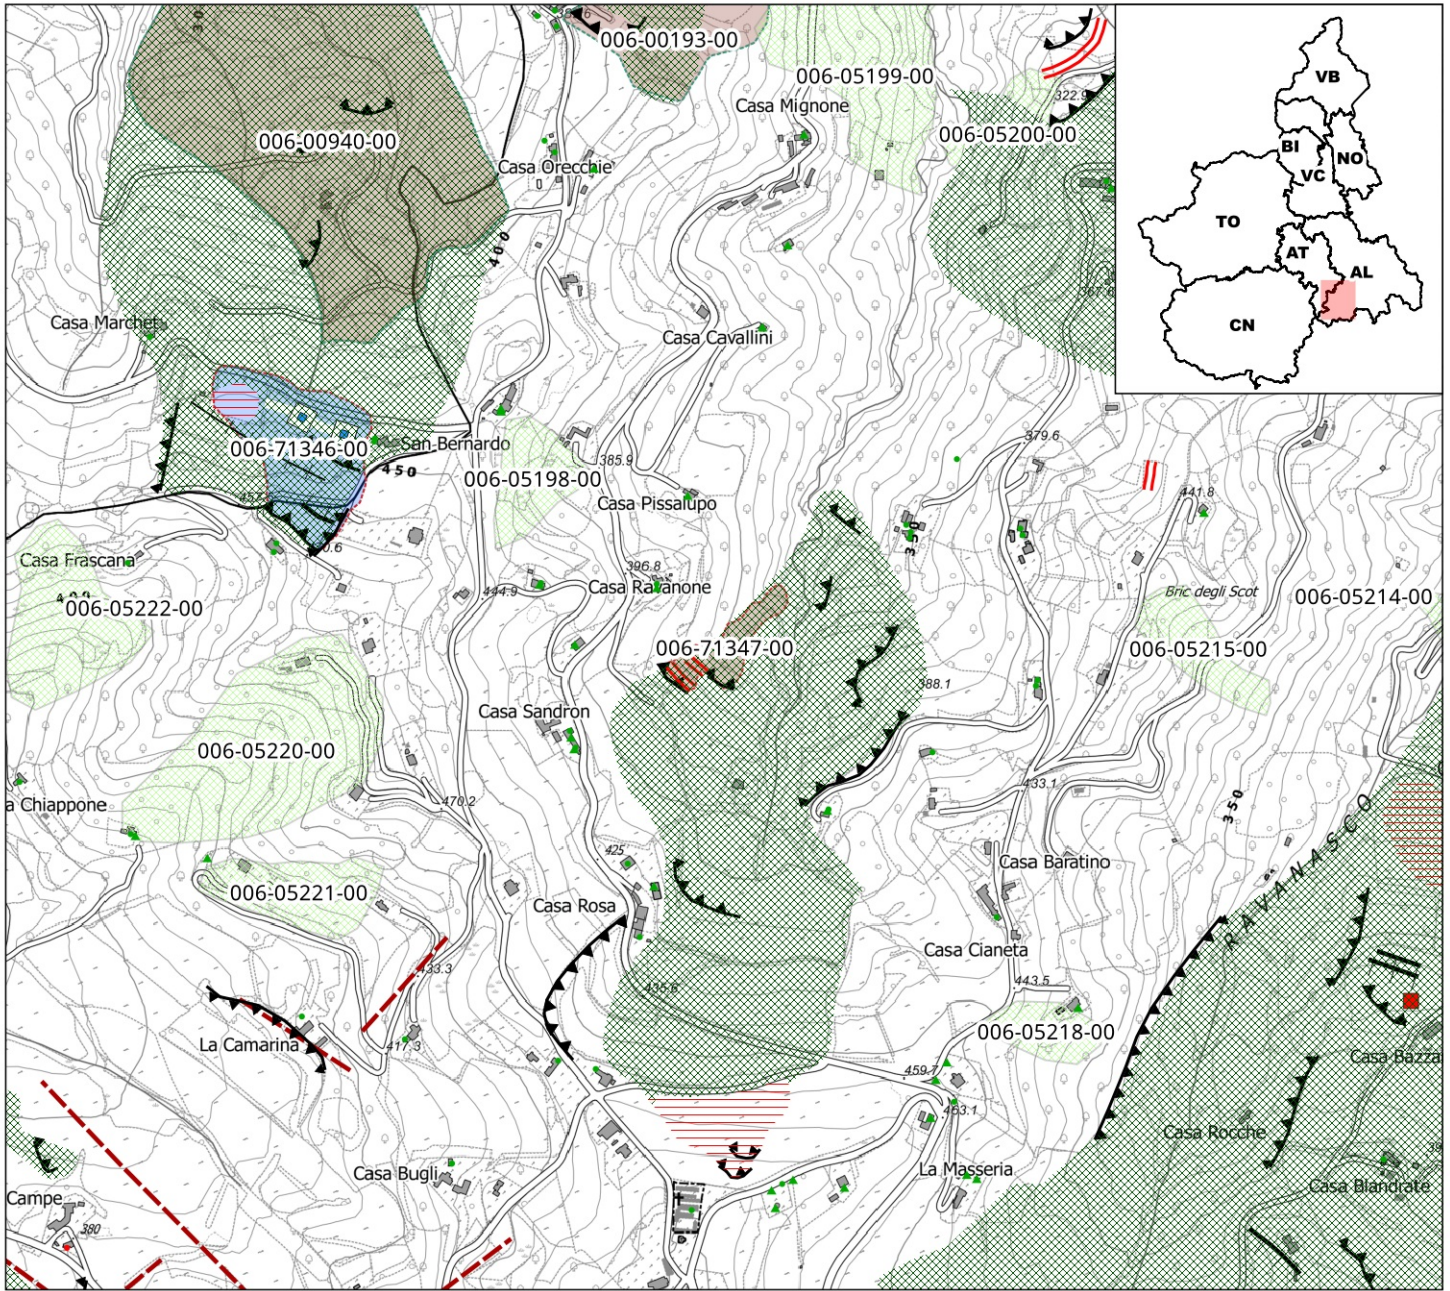 350
006-00193-00
006-05199-00
Casa Mignone
322.9
006-05200-00
006-00940-00
Casa Orecchie
400
367.6
Casa Marchet
Casa Cavallini
006-71346-00
San Bernardo
450
006-05198-00
385.9
Casa Pissalupo
379.6
441.8
350
Casa Frascana
396.8
Casa Ravanone
444.9
400
006-05222-00
Bric degli Scot
006-05214-00
006-71347-00
006-05215-00
388.1
Casa Sandron
006-05220-00
a Chiappone
470.2
433.1
350
RAVANASCO
425
Casa Baratino
006-05221-00
Casa Rosa
433.3
435.6
Casa Cianeta
443.5
006-05218-00
La Camarina
417.3
Casa Bazza
459.7
463.1
Casa Rocche
Casa Bugli
La Masseria
Casa Biandrate
Campe
380
VB
BI
NO
VC
TO
AT
AL
CN